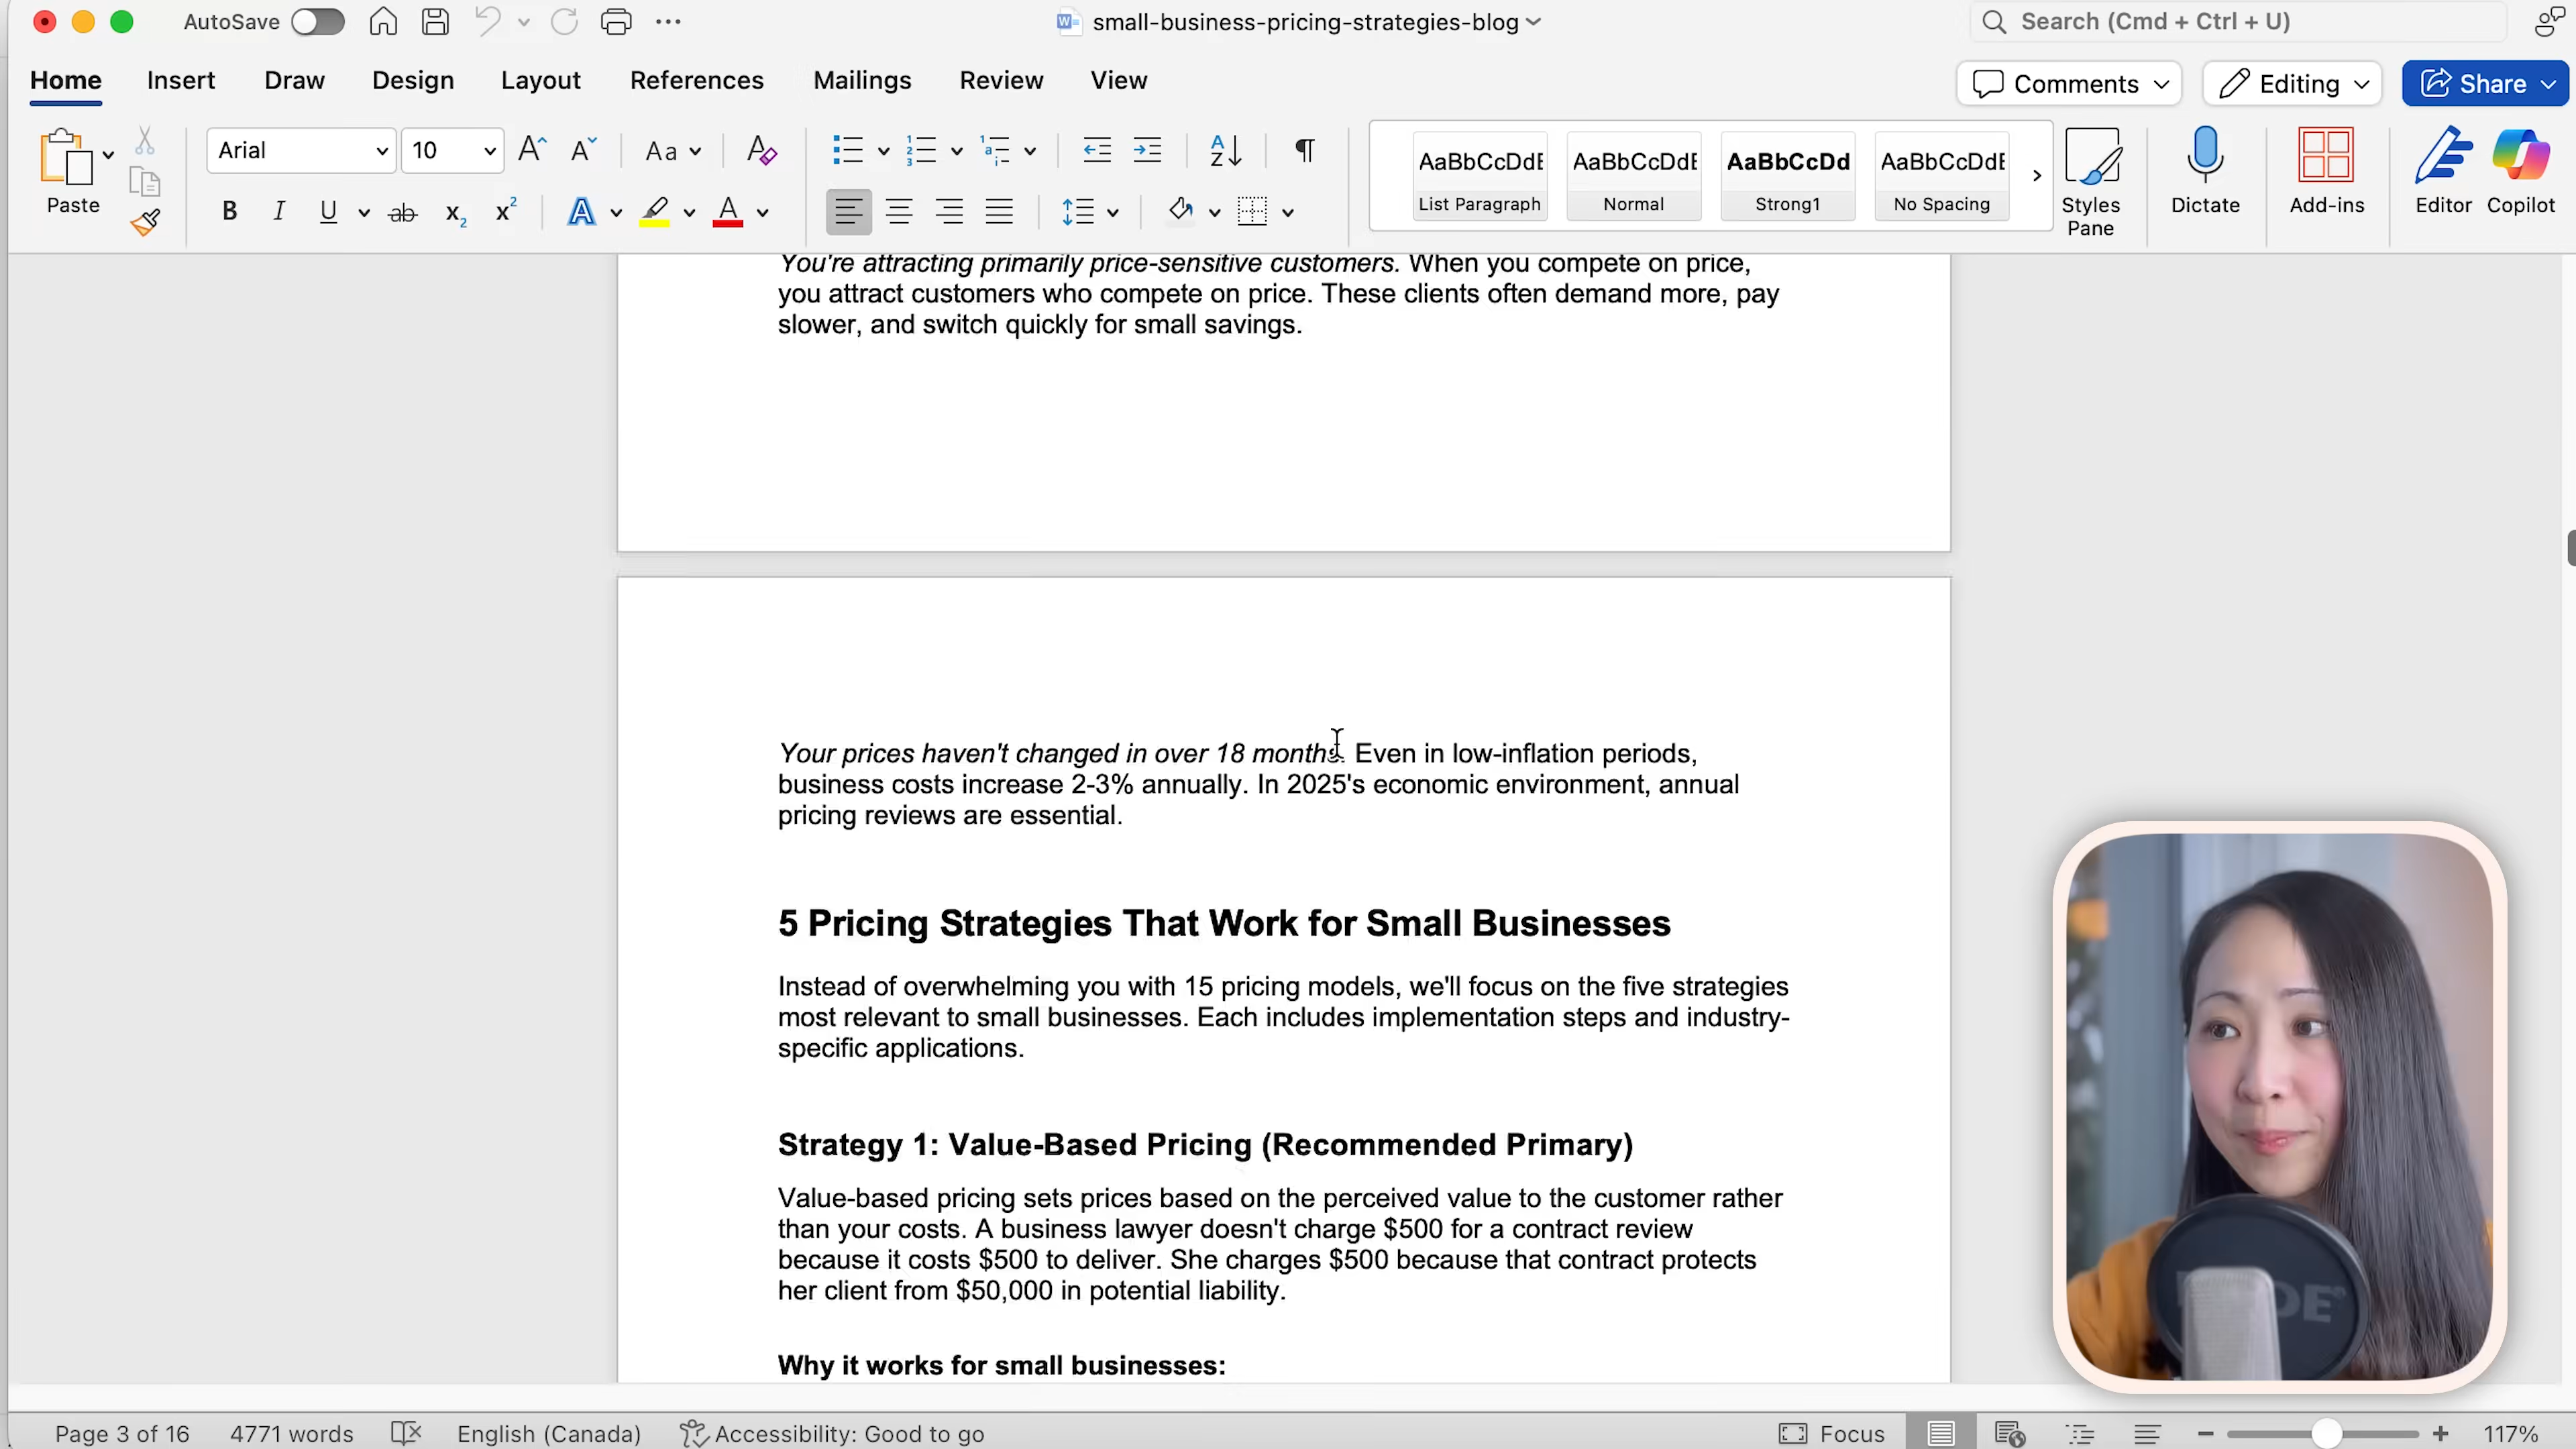 AutoSave
small-business-pricing-strategies-blog
Search (Cmd + Ctrl + U)
Home Insert Draw Design Layout References Mailings Review View
Comments Editing Share
Paste
Arial 10
AaBbCcDdE AaBbCcDdE AaBbCcDd AaBbCcDdE
List Paragraph Normal Strong1 No Spacing
Styles Pane
Dictate Add-ins Editor Copilot
You're attracting primarily price-sensitive customers. When you compete on price,
you attract customers who compete on price. These clients often demand more, pay
slower, and switch quickly for small savings.
Your prices haven't changed in over 18 months. Even in low-inflation periods,
business costs increase 2-3% annually. In 2025's economic environment, annual
pricing reviews are essential.
5 Pricing Strategies That Work for Small Businesses
Instead of overwhelming you with 15 pricing models, we'll focus on the five strategies
most relevant to small businesses. Each includes implementation steps and industry-
specific applications.
Strategy 1: Value-Based Pricing (Recommended Primary)
Value-based pricing sets prices based on the perceived value to the customer rather
than your costs. A business lawyer doesn't charge $500 for a contract review
because it costs $500 to deliver. She charges $500 because that contract protects
her client from $50,000 in potential liability.
Why it works for small businesses:
Page 3 of 16 4771 words English (Canada) Accessibility: Good to go Focus 117%